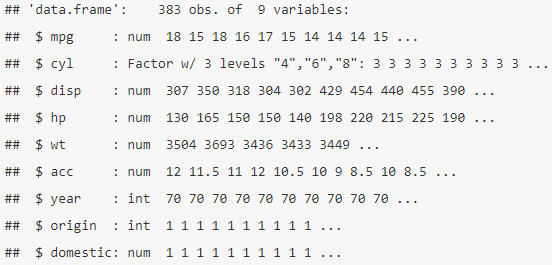 ## 'data.frame':    383 obs. of  9 variables:
##  $ mpg     : num  18 15 18 16 17 15 14 14 14 15 ...
##  $ cyl     : Factor w/ 3 levels "4","6","8": 3 3 3 3 3 3 3 3 3 3 ...
##  $ disp    : num  307 350 318 304 302 429 454 440 455 390 ...
##  $ hp      : num  130 165 150 150 140 198 220 215 225 190 ...
##  $ wt      : num  3504 3693 3436 3433 3449 ...
##  $ acc     : num  12 11.5 11 12 10.5 10 9 8.5 10 8.5 ...
##  $ year    : int  70 70 70 70 70 70 70 70 70 70 ...
##  $ origin  : int  1 1 1 1 1 1 1 1 1 1 ...
##  $ domestic: num  1 1 1 1 1 1 1 1 1 1 ...